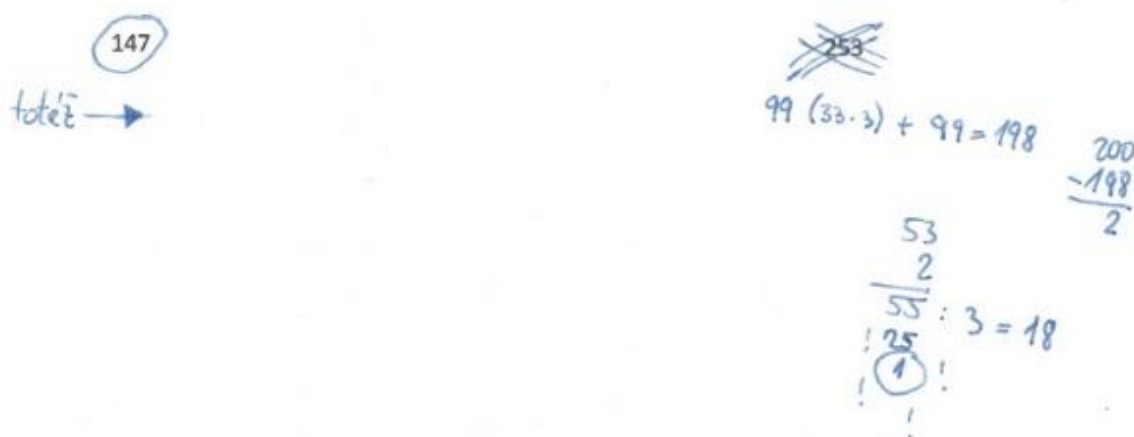 147
253
totéž →
99 (33.3) + 99 = 198
200
-198
2
53
2
55 : 3 = 18
! 25
! 1 !
!